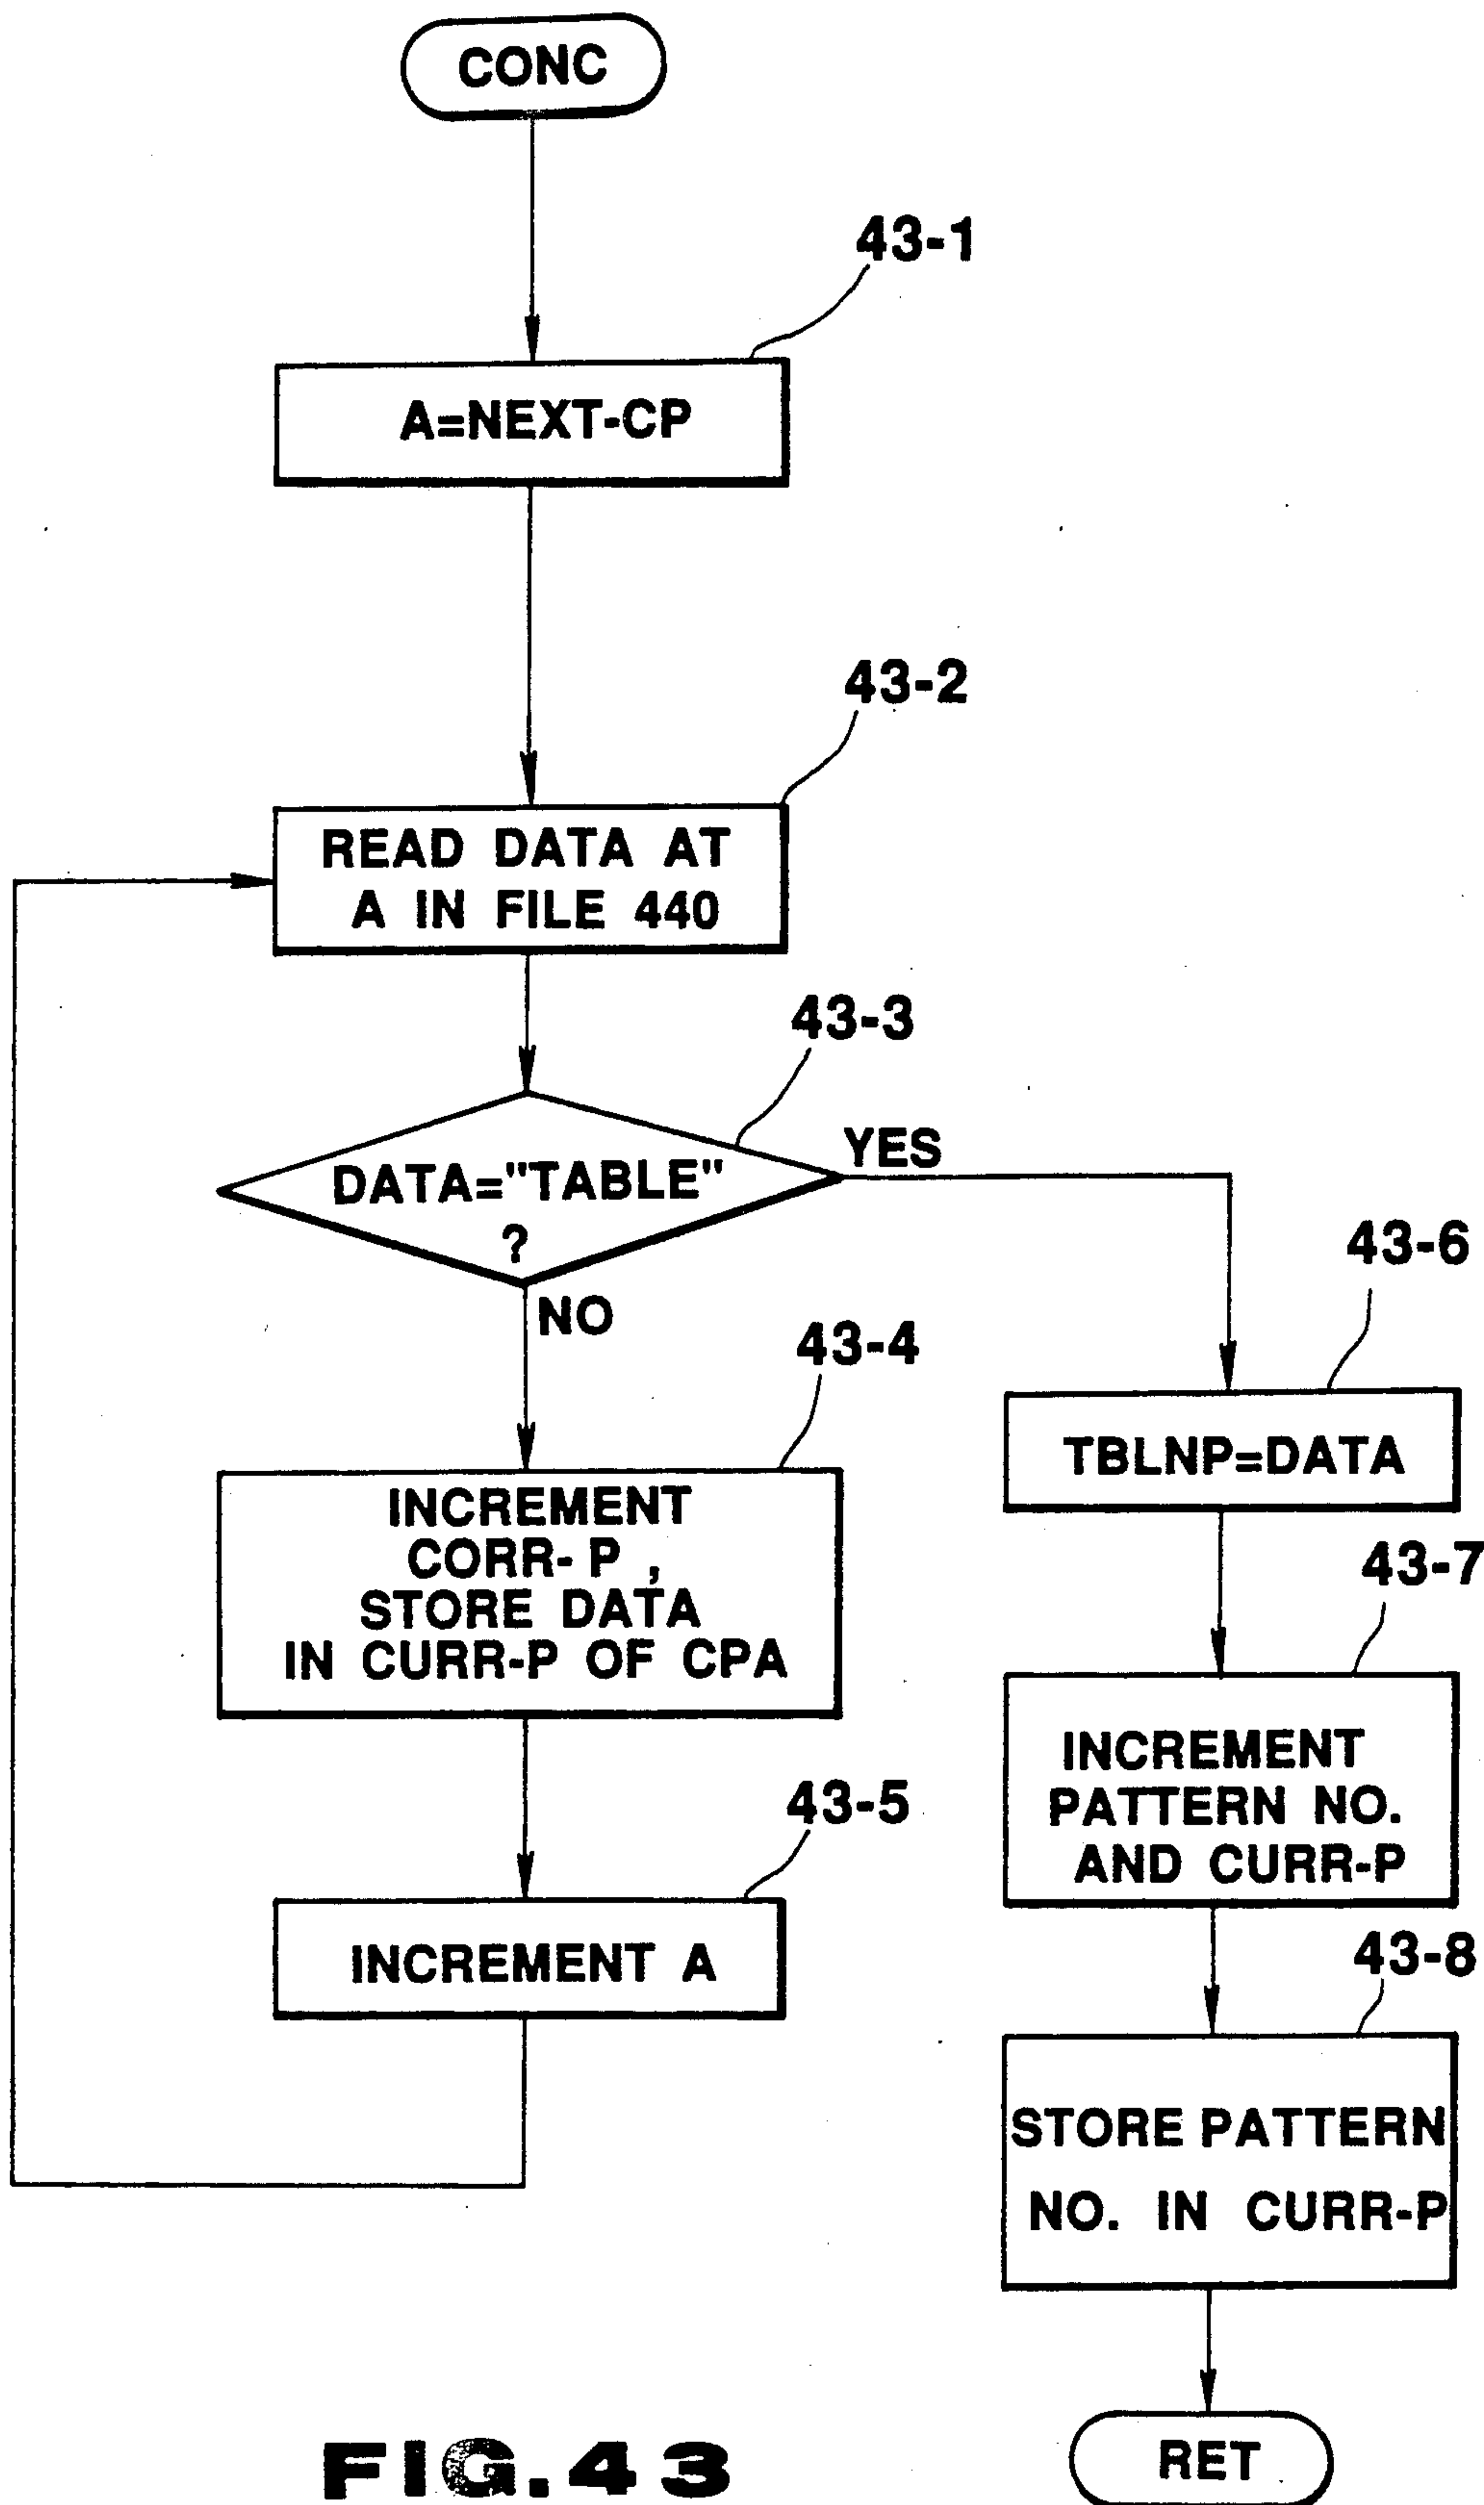 CONC
43-1
A=NEXT-CP
43-2
READ DATA AT
A IN FILE 440
43-3
DATA="TABLE"
?
YES
NO
43-4
INCREMENT
CORR- P ,
STORE DATA
IN CURR-P OF CPA
43-5
INCREMENT A
43-6
TBLNP=DATA
43-7
INCREMENT
PATTERN NO.
AND CURR-P
43-8
STORE PATTERN
NO. IN CURR-P
RET
FIG.43